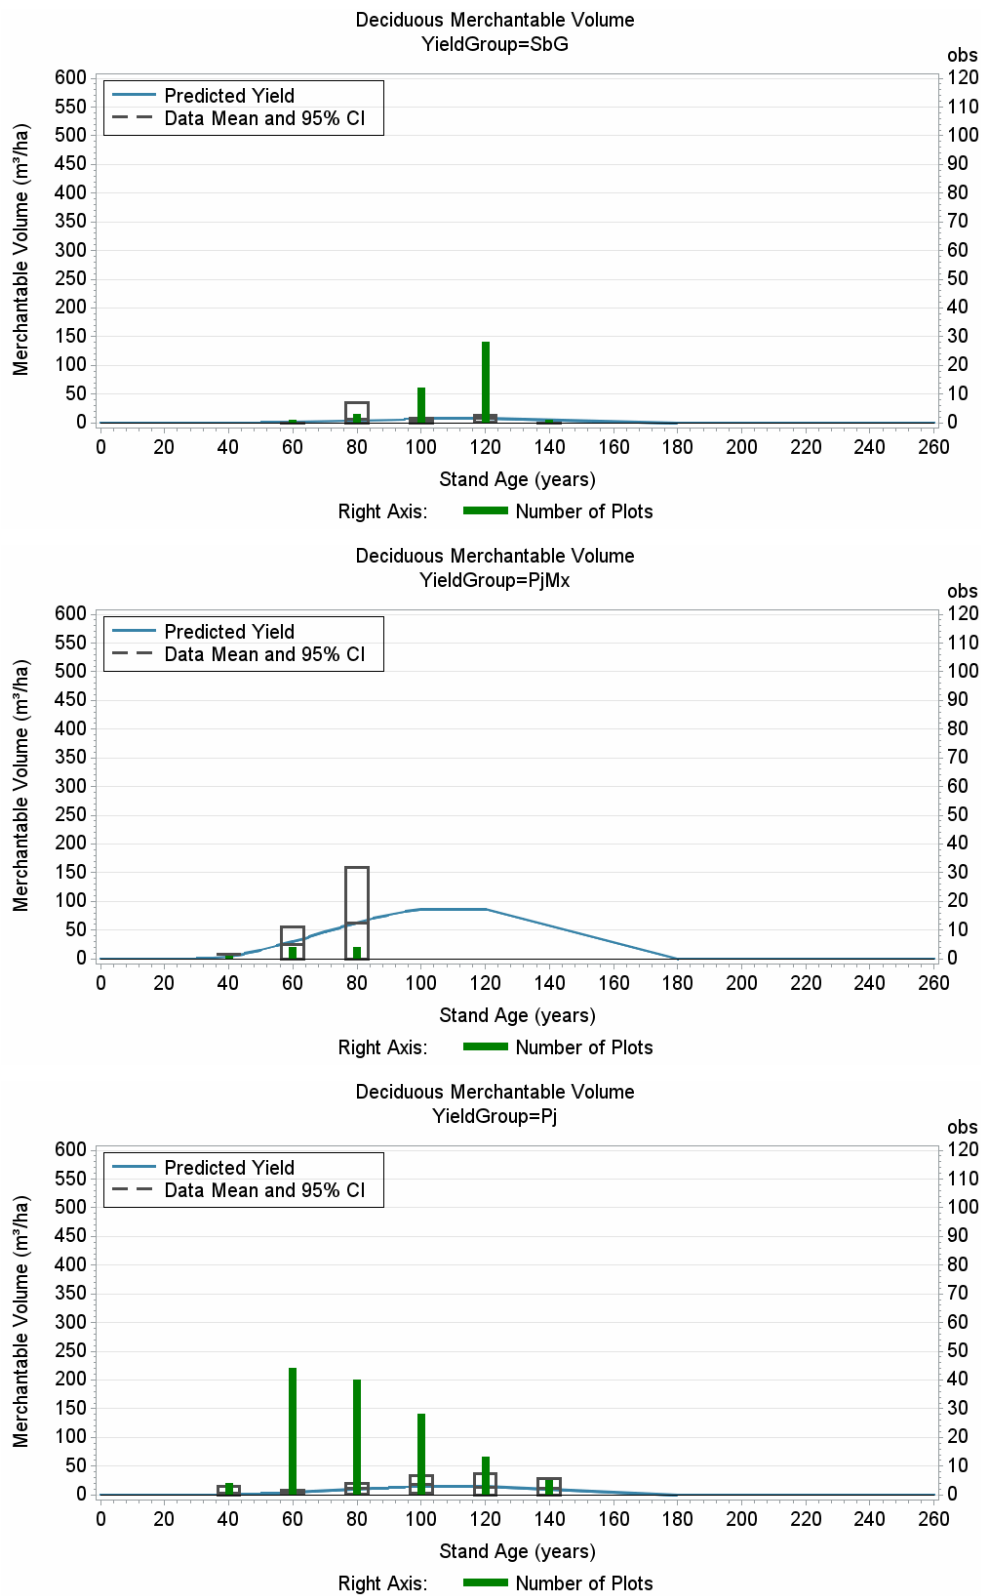 Deciduous Merchantable Volume
YieldGroup=SbG
obs
Predicted Yield
Data Mean and 95% CI
Merchantable Volume (m³/ha)
600
550
500
450
400
350
300
250
200
150
100
50
0
120
110
100
90
80
70
60
50
40
30
20
10
0
0 20 40 60 80 100 120 140 160 180 200 220 240 260
Stand Age (years)
Right Axis: Number of Plots
Deciduous Merchantable Volume
YieldGroup=PjMx
obs
Predicted Yield
Data Mean and 95% CI
Merchantable Volume (m³/ha)
600
550
500
450
400
350
300
250
200
150
100
50
0
120
110
100
90
80
70
60
50
40
30
20
10
0
0 20 40 60 80 100 120 140 160 180 200 220 240 260
Stand Age (years)
Right Axis: Number of Plots
Deciduous Merchantable Volume
YieldGroup=Pj
obs
Predicted Yield
Data Mean and 95% CI
Merchantable Volume (m³/ha)
600
550
500
450
400
350
300
250
200
150
100
50
0
120
110
100
90
80
70
60
50
40
30
20
10
0
0 20 40 60 80 100 120 140 160 180 200 220 240 260
Stand Age (years)
Right Axis: Number of Plots